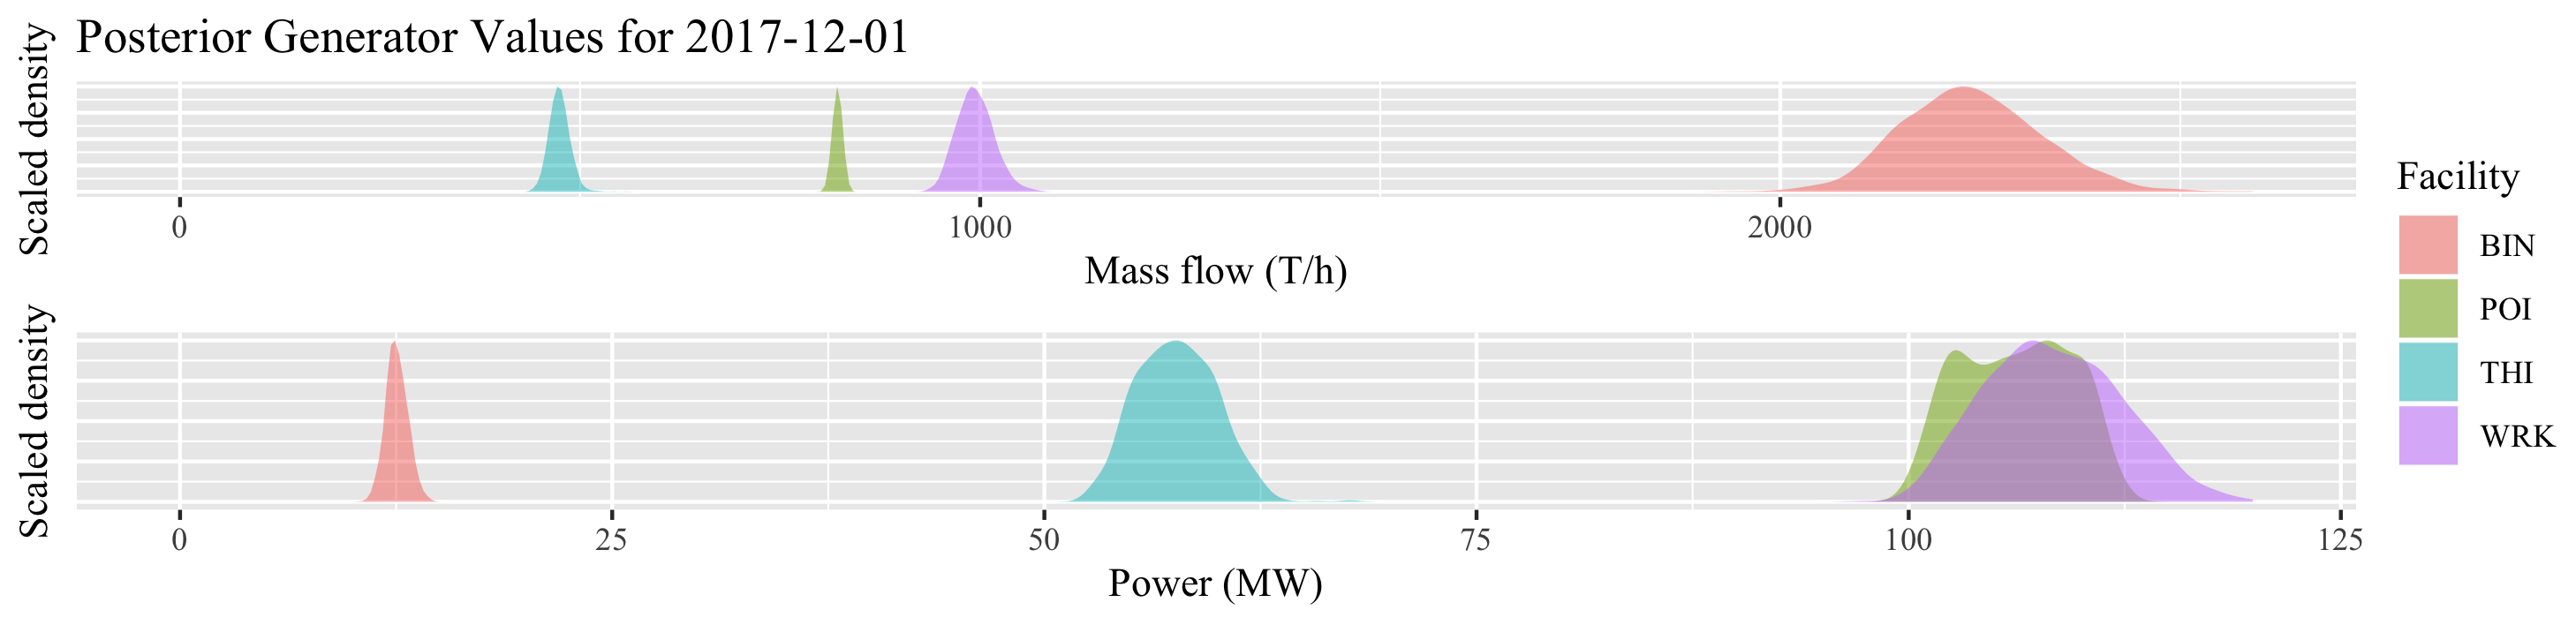 Posterior Generator Values for 2017-12-01
Scaled density
0 1000 2000
Mass flow (T/h)
Scaled density
0 25 50 75 100 125
Power (MW)
Facility
BIN
POI
THI
WRK